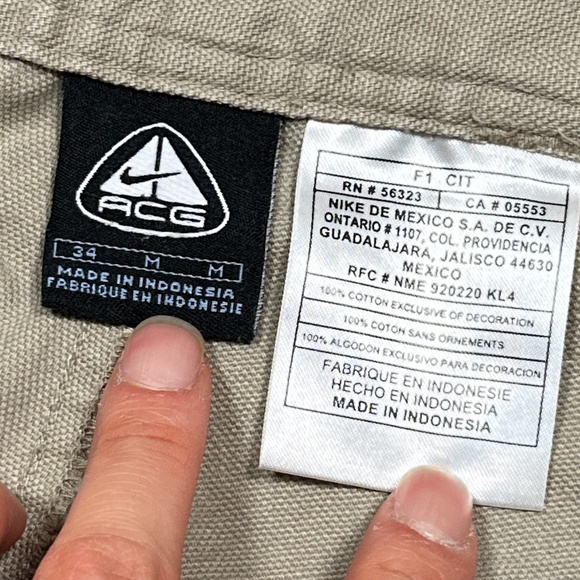 ACG
34 M M
MADE IN INDONESIA
FABRIQUE EN INDONESIE
F1 CIT
RN # 56323 CA # 05553
NIKE DE MEXICO S.A. DE C.V.
ONTARIO # 1107, COL. PROVIDENCIA
GUADALAJARA, JALISCO 44630
MEXICO
RFC # NME 920220 KL4
100% COTTON EXCLUSIVE OF DECORATION
100% COTON SANS ORNEMENTS
100% ALGODON EXCLUSIVO PARA DECORACION
FABRIQUE EN INDONESIE
HECHO EN INDONESIA
MADE IN INDONESIA